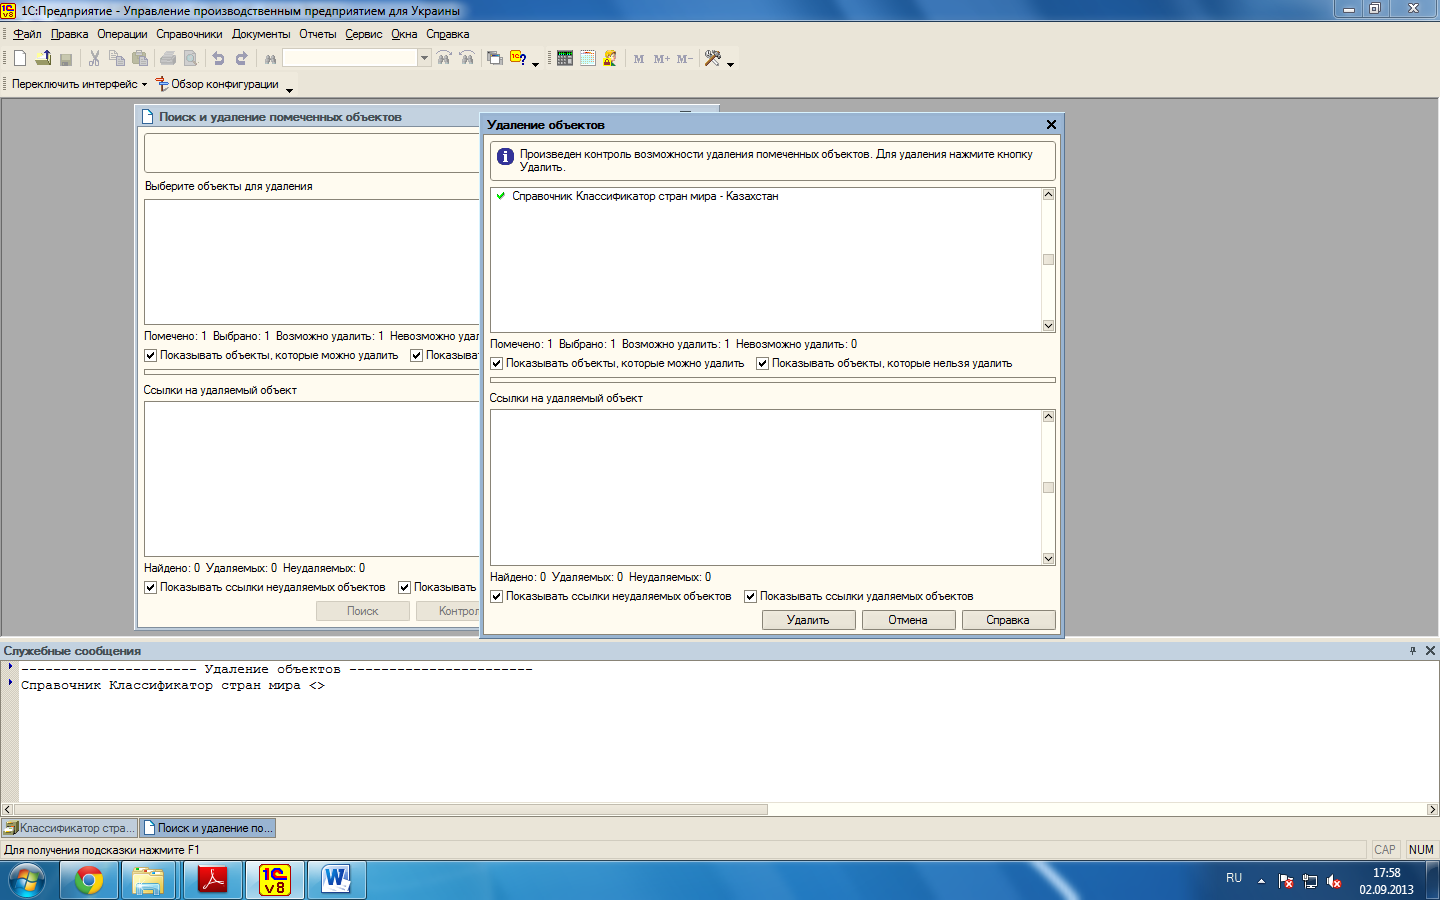 1С:Предприятие - Управление производственным предприятием для Украины
Файл Правка Операции Справочники Документы Отчеты Сервис Окна Справка
M M+ M-
Переключить интерфейс Обзор конфигурации
Поиск и удаление помеченных объектов
Выберите объекты для удаления
Помечено: 1 Выбрано: 1 Возможно удалить: 1 Невозможно удал
Показывать объекты, которые можно удалить Показыват
Ссылки на удаляемый объект
Найдено: 0 Удаляемых: 0 Неудаляемых: 0
Показывать ссылки неудаляемых объектов Показывать
Поиск Контрол
Удаление объектов
Произведен контроль возможности удаления помеченных объектов. Для удаления нажмите кнопку
Удалить.
Справочник Классификатор стран мира - Казахстан
Помечено: 1 Выбрано: 1 Возможно удалить: 1 Невозможно удалить: 0
Показывать объекты, которые можно удалить Показывать объекты, которые нельзя удалить
Ссылки на удаляемый объект
Найдено: 0 Удаляемых: 0 Неудаляемых: 0
Показывать ссылки неудаляемых объектов Показывать ссылки удаляемых объектов
Удалить Отмена Справка
Служебные сообщения
---------------------- Удаление объектов -----------------------
Справочник Классификатор стран мира <>
Классификатор стра... Поиск и удаление по...
Для получения подсказки нажмите F1
CAP NUM
RU
17:58
02.09.2013